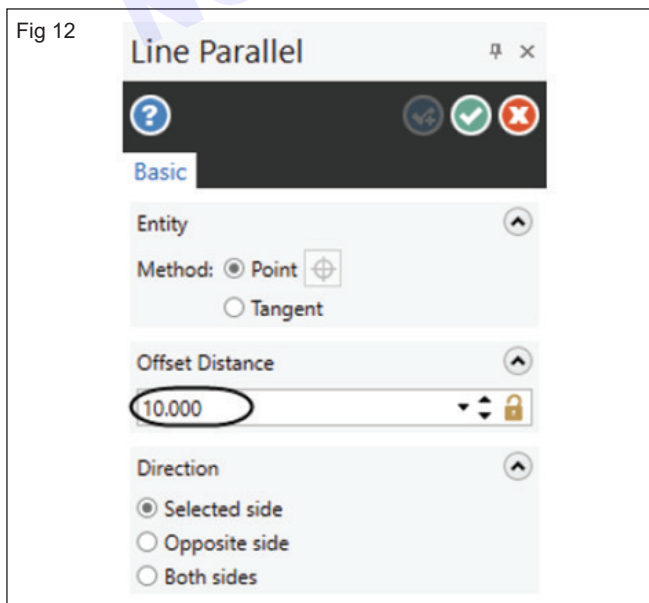 Fig 12
Line Parallel
Basic
Entity
Method: Point
Tangent
Offset Distance
10.000
Direction
Selected side
Opposite side
Both sides